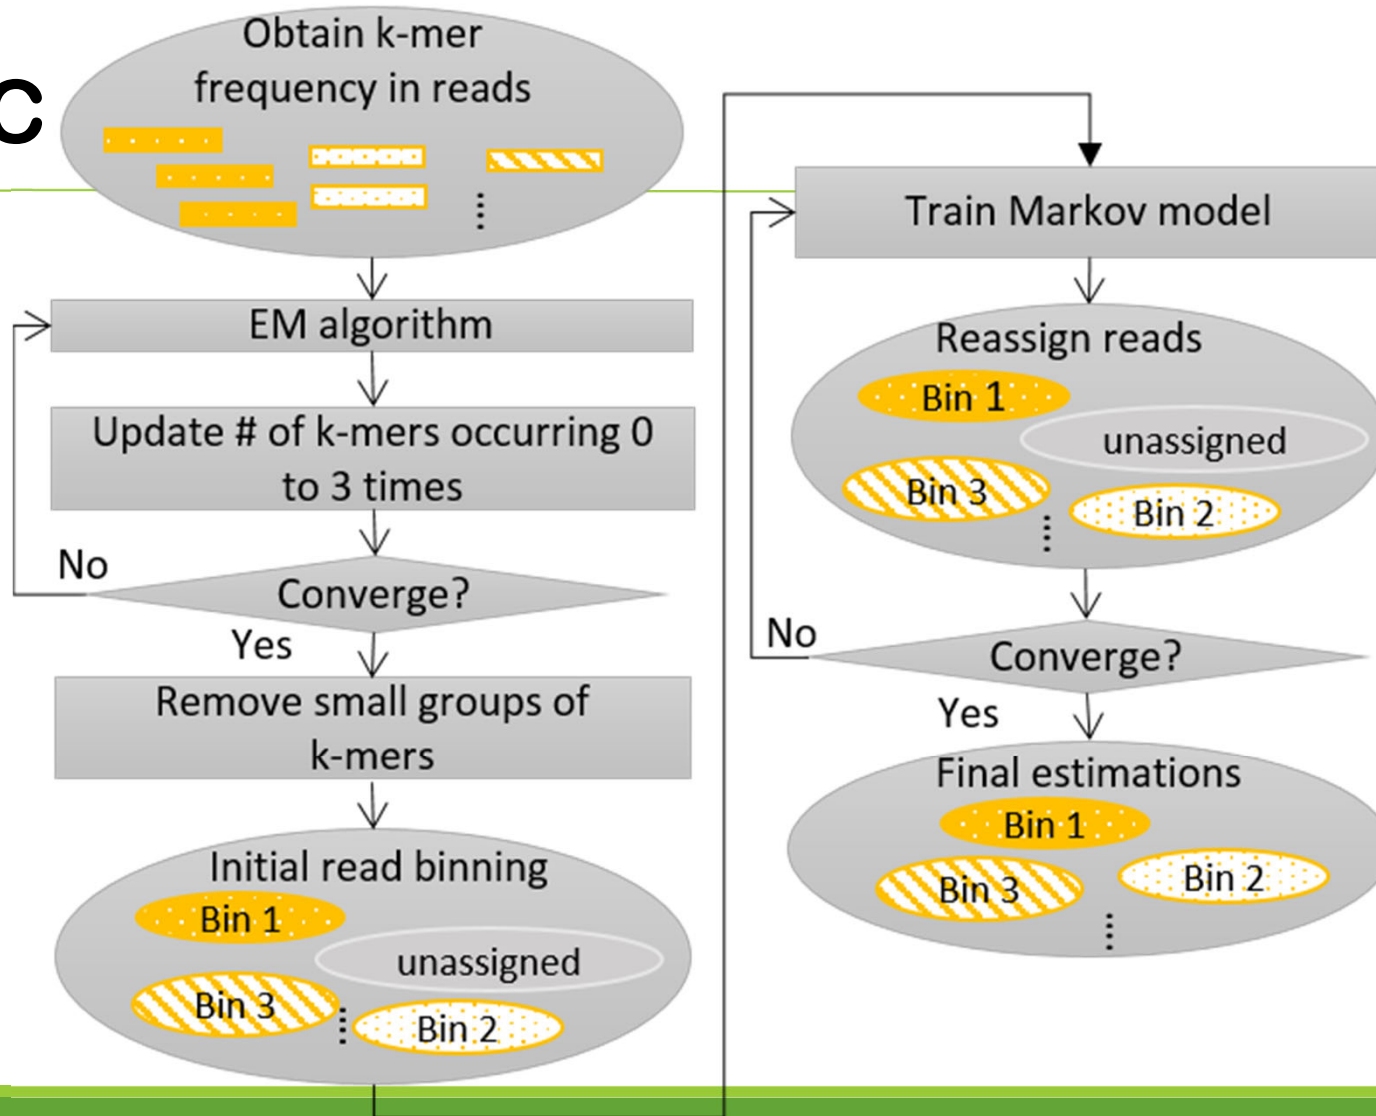 C
Obtain k-mer
frequency in reads
EM algorithm
Update # of k-mers occurring 0
to 3 times
No
Converge?
Yes
Remove small groups of
k-mers
Initial read binning
Bin 1
unassigned
Bin 3
Bin 2
Train Markov model
Reassign reads
Bin 1
unassigned
Bin 3
Bin 2
No
Converge?
Yes
Final estimations
Bin 1
Bin 3
Bin 2